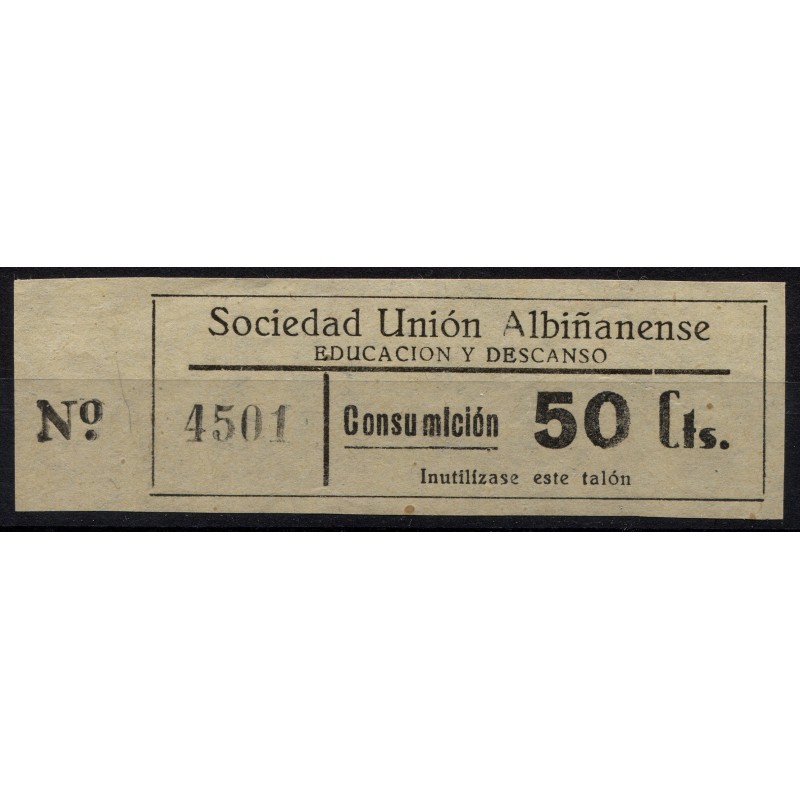 Sociedad Unión Albiñanense
EDUCACION Y DESCANSO
Nº 4501 Consumición 50 Cts.
Inutilízase este talón